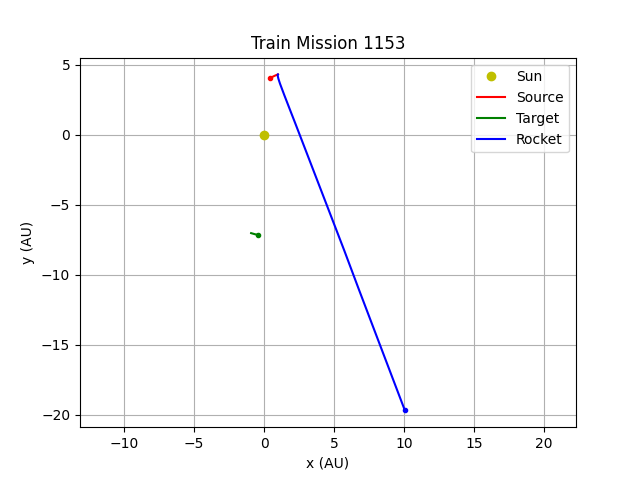 Train Mission 1153
Sun
Source
Target
Rocket
5
0
−5
−10
−15
−20
y (AU)
−10
−5
0
5
10
15
20
x (AU)